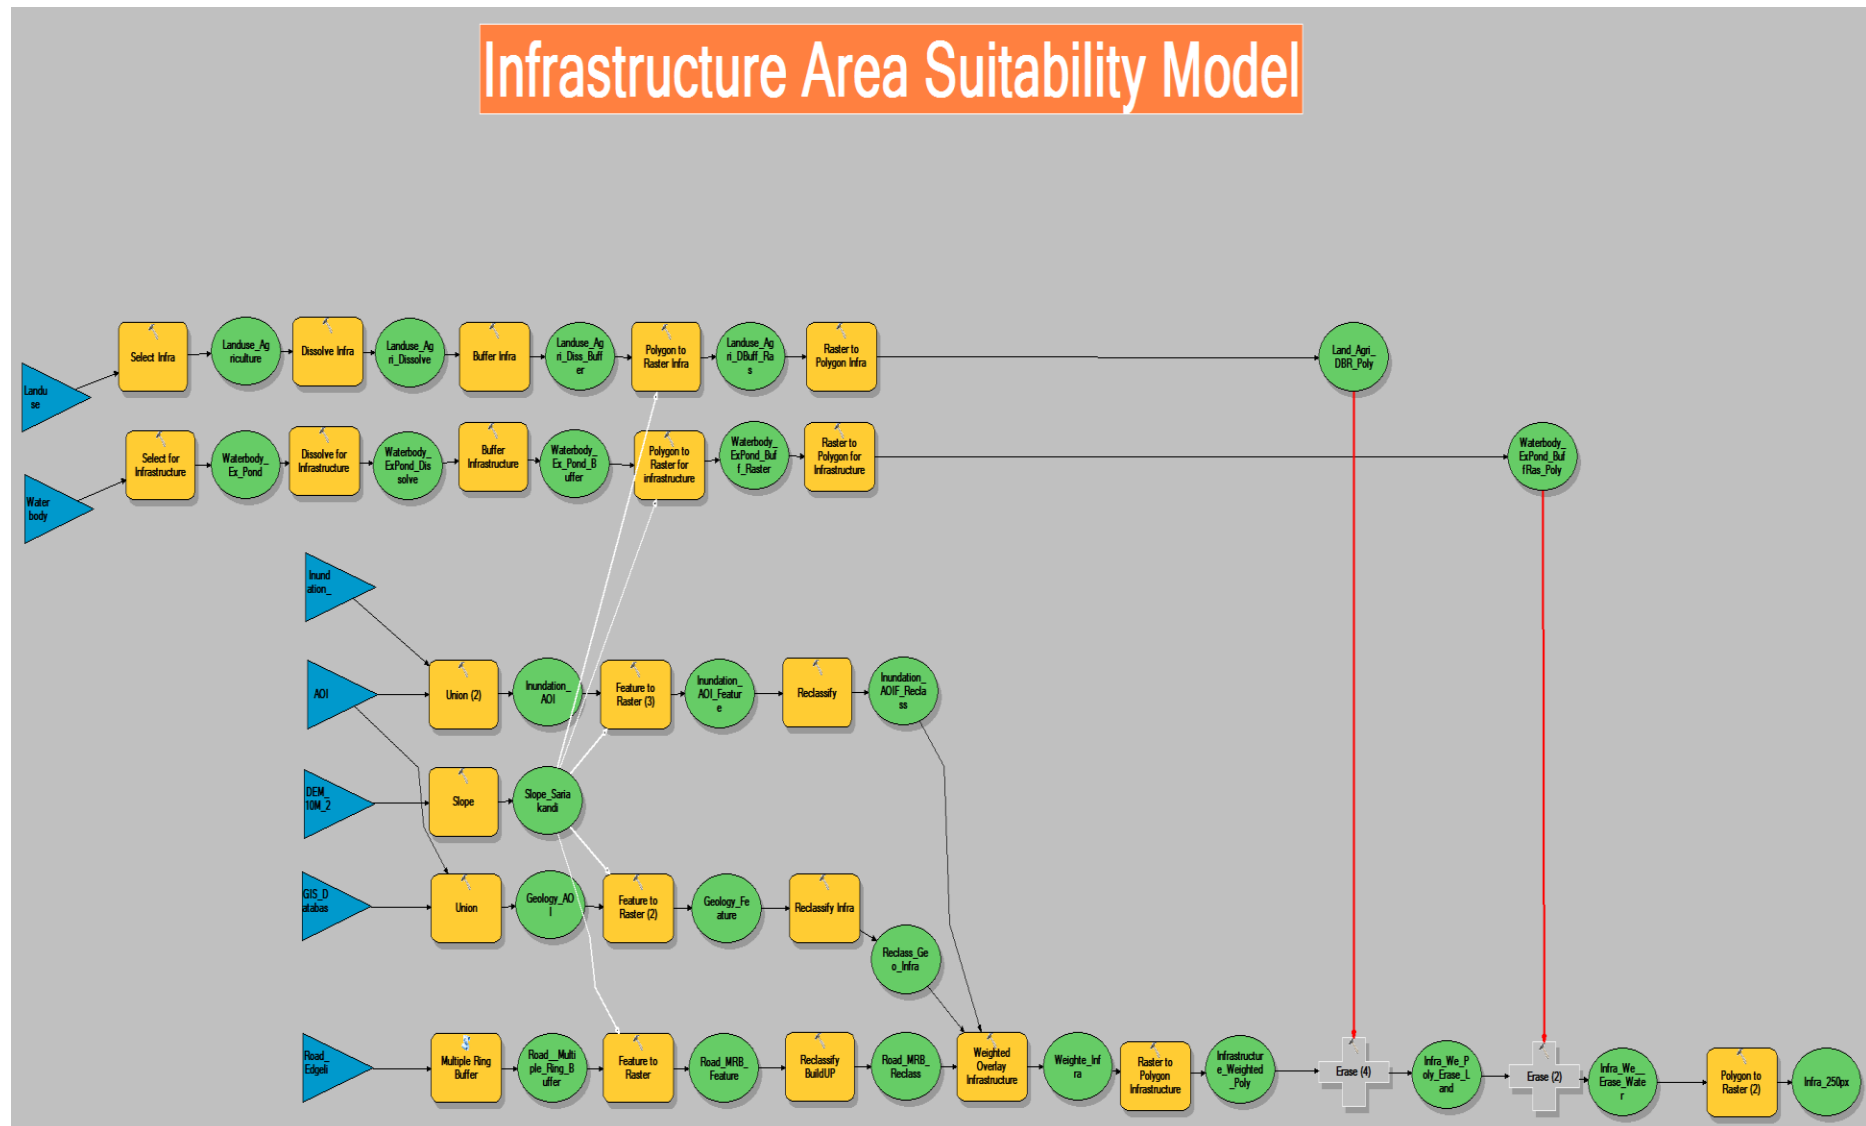 Infrastructure Area Suitability Model
Landu
se
Select Infra
Landuse_Ag
riculture
Dissolve Infra
Landuse_Ag
ri_Dissolve
Buffer Infra
Landuse_Ag
ri_Diss_Buff
er
Polygon to
Raster Infra
Landuse_Ag
ri_DBuff_Ra
s
Raster to
Polygon Infra
Land_Agri_
DBR_Poly
Water
body
Select for
Infrastructure
Waterbody_
Ex_Pond
Dissolve for
Infrastructure
Waterbody_
ExPond_Dis
solve
Buffer
Infrastructure
Waterbody_
Ex_Pond_B
uffer
Polygon to
Raster for
infrastructure
Waterbody_
ExPond_Buf
f_Raster
Raster to
Polygon for
Infrastructure
Waterbody_
ExPond_Buf
fRas_Poly
Inund
ation_
AOI
Union (2)
Inundation_
AOI
Feature to
Raster (3)
Inundation_
AOI_Featur
e
Reclassify
Inundation_
AOIF_Recla
ss
DEM_
10M_2
Slope
Slope_Saria
kandi
GIS_D
atabas
Union
Geology_AO
I
Feature to
Raster (2)
Geology_Fe
ature
Reclassify Infra
Reclass_Ge
o_Infra
Road_
Edgeli
Multiple Ring
Buffer
Road__Multi
ple_Ring_B
uffer
Feature to
Raster
Road_MRB_
Feature
Reclassify
BuildUP
Road_MRB_
Reclass
Weighted
Overlay
Infrastructure
Weighte_Inf
ra
Raster to
Polygon
Infrastructure
Infrastructur
e_Weighted
_Poly
Erase (4)
Infra_We_P
oly_Erase_L
and
Erase (2)
Infra_We__
Erase_Wate
r
Polygon to
Raster (2)
Infra_250px